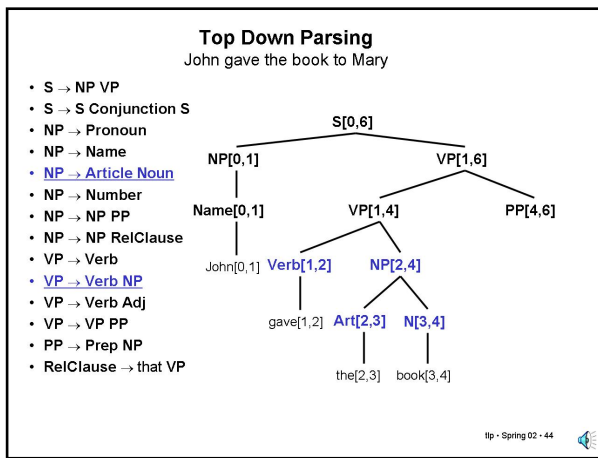 Top Down Parsing
John gave the book to Mary
• S → NP VP
• S → S Conjunction S
• NP → Pronoun
• NP → Name
• NP → Article Noun
• NP → Number
• NP → NP PP
• NP → NP RelClause
• VP → Verb
• VP → Verb NP
• VP → Verb Adj
• VP → VP PP
• PP → Prep NP
• RelClause → that VP
S[0,6]
NP[0,1] VP[1,6]
Name[0,1] VP[1,4] PP[4,6]
John[0,1] Verb[1,2] NP[2,4]
gave[1,2] Art[2,3] N[3,4]
the[2,3] book[3,4]
tlp • Spring 02 • 44